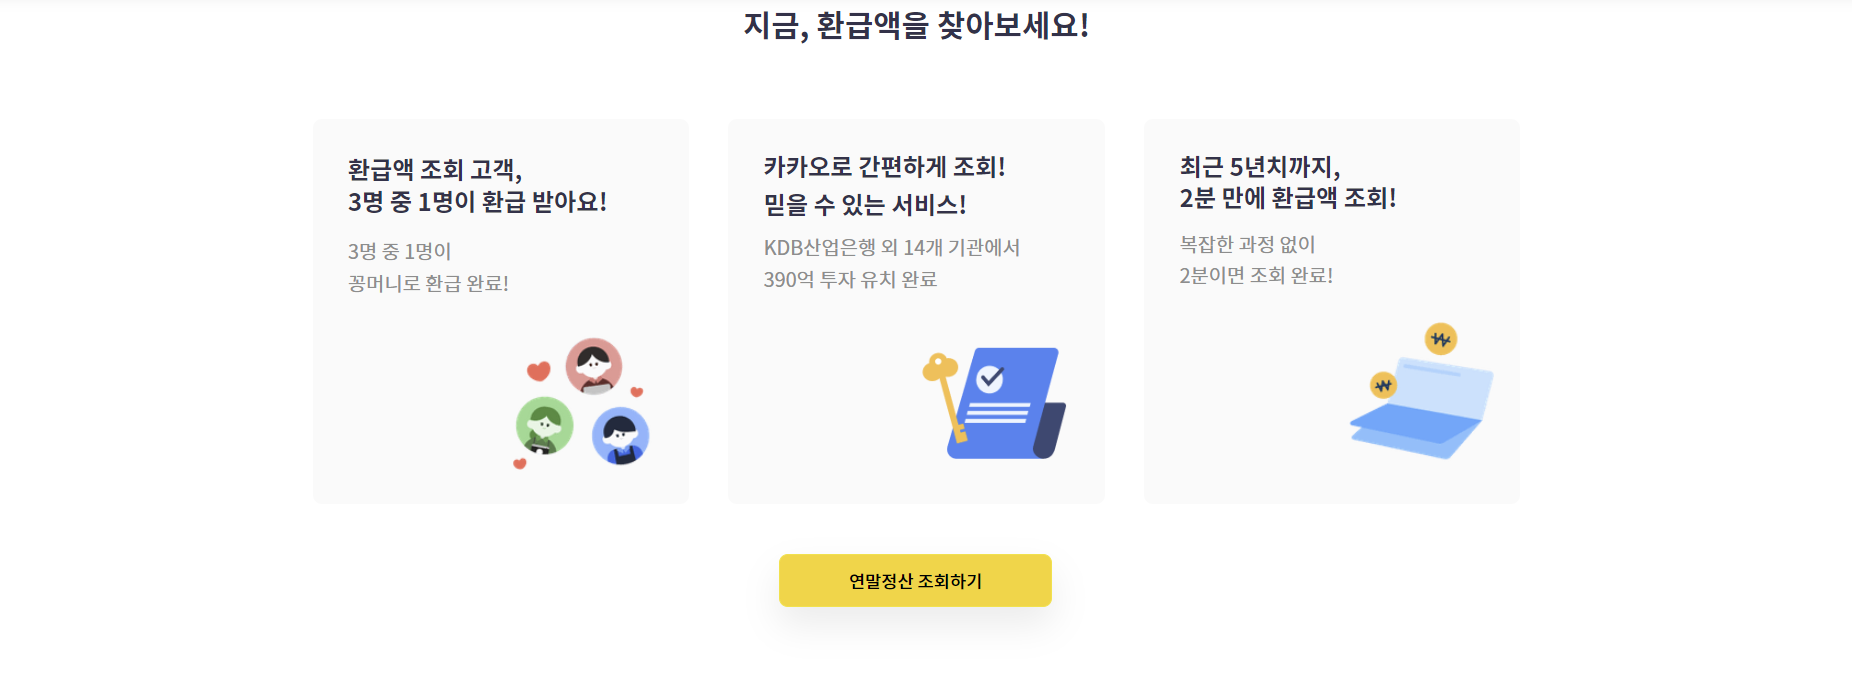 지금, 환급액을 찾아보세요!
환급액 조회 고객,
3명 중 1명이 환급 받아요!
3명 중 1명이
꽁머니로 환급 완료!
카카오로 간편하게 조회!
믿을 수 있는 서비스!
KDB산업은행 외 14개 기관에서
390억 투자 유치 완료
최근 5년치까지,
2분 만에 환급액 조회!
복잡한 과정 없이
2분이면 조회 완료!
₩
₩
연말정산 조회하기